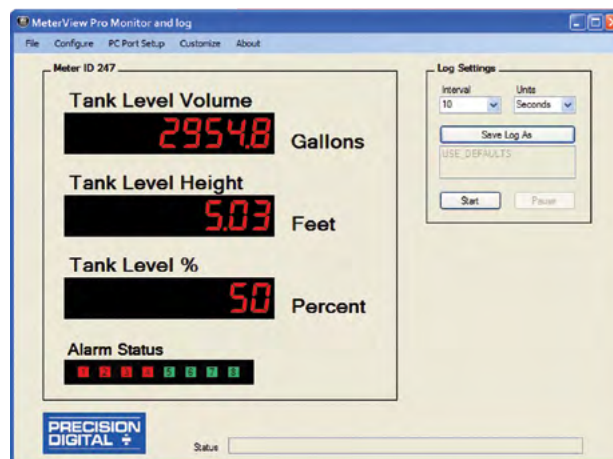 MeterView Pro Monitor and log
File Configure PC Port Setup Customize About
Meter ID 247
Tank Level Volume
2954.8 Gallons
Tank Level Height
5.03 Feet
Tank Level %
50 Percent
Alarm Status
1 2 3 4 5 6 7 8
Log Settings
Interval Units
10 Seconds
Save Log As
USE_DEFAULTS
Start Pause
PRECISION
DIGITAL
Status